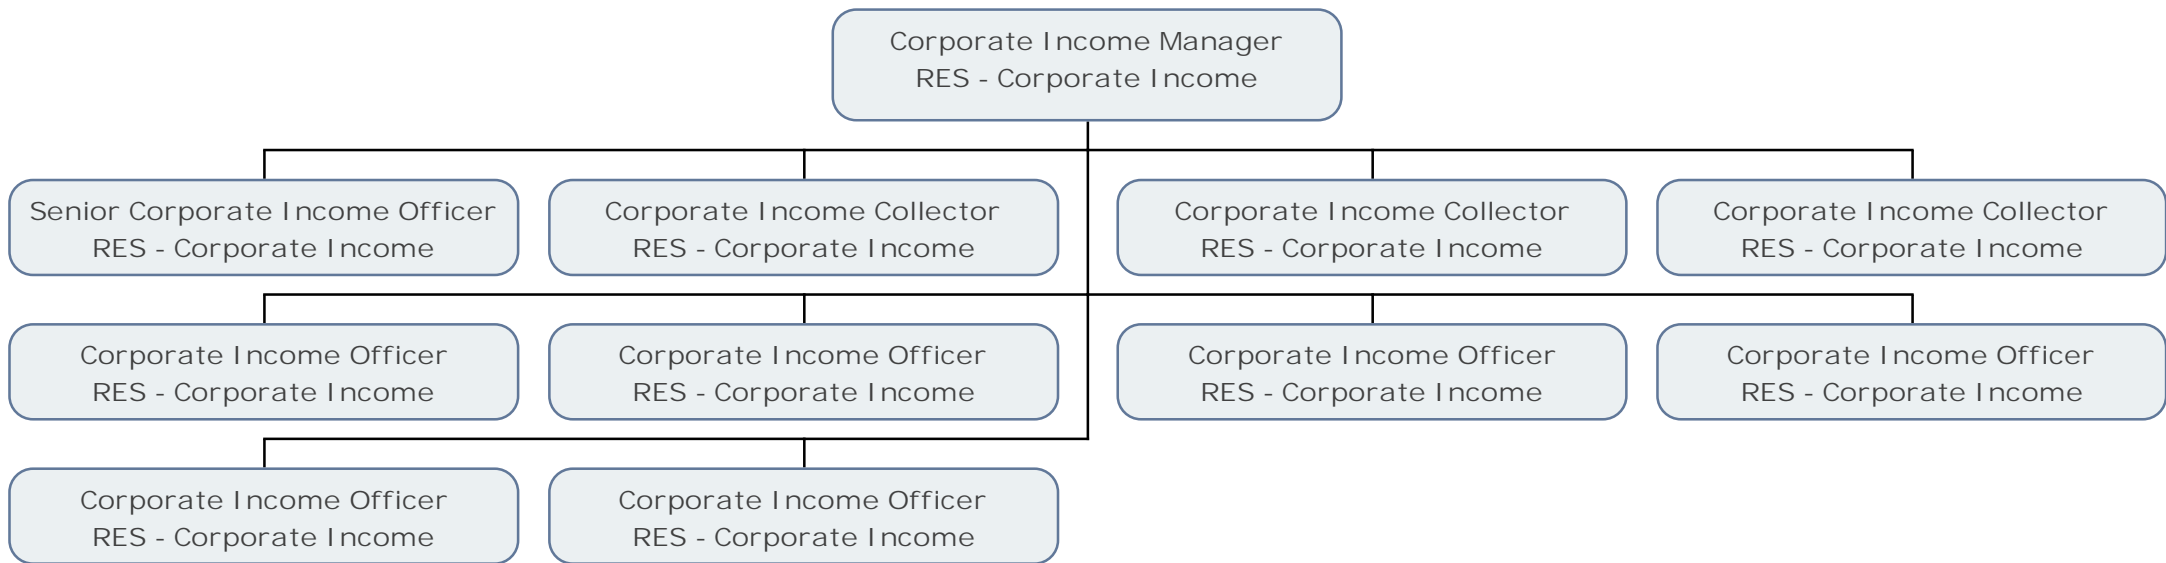 Corporate Income Manager
RES - Corporate Income
Senior Corporate Income Officer
RES - Corporate Income
Corporate Income Collector
RES - Corporate Income
Corporate Income Collector
RES - Corporate Income
Corporate Income Collector
RES - Corporate Income
Corporate Income Officer
RES - Corporate Income
Corporate Income Officer
RES - Corporate Income
Corporate Income Officer
RES - Corporate Income
Corporate Income Officer
RES - Corporate Income
Corporate Income Officer
RES - Corporate Income
Corporate Income Officer
RES - Corporate Income